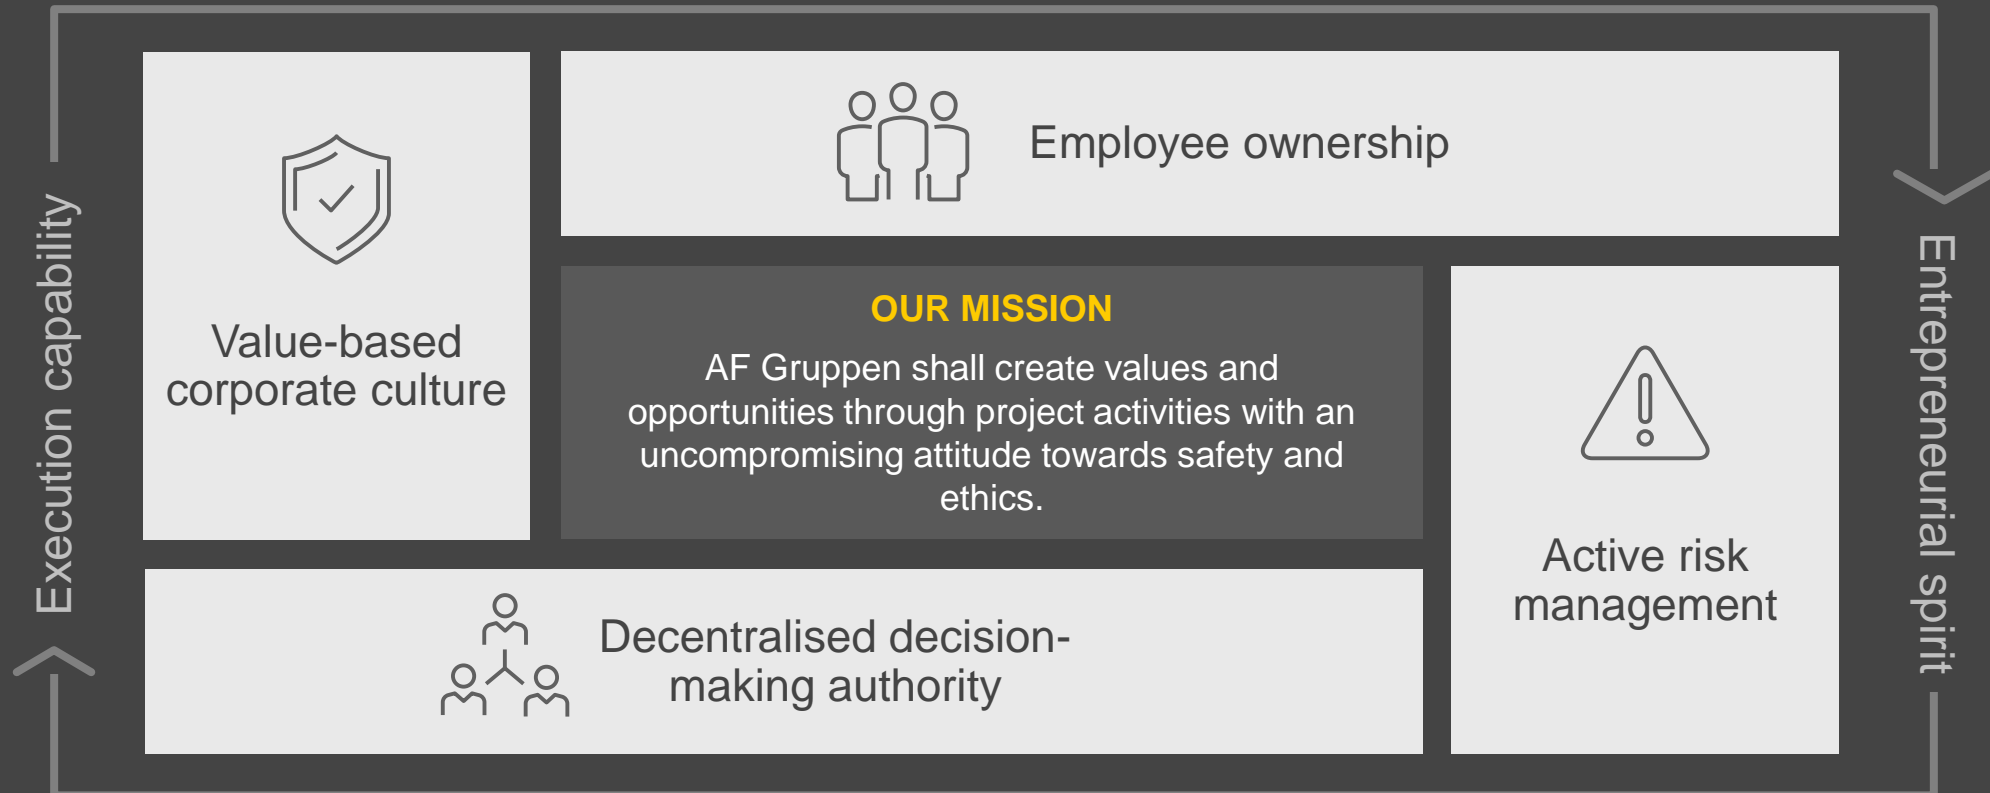 Execution capability
Value-based
corporate culture
Employee ownership
OUR MISSION
AF Gruppen shall create values and
opportunities through project activities with an
uncompromising attitude towards safety and
ethics.
Active risk
management
Decentralised decision-
making authority
Entrepreneurial spirit